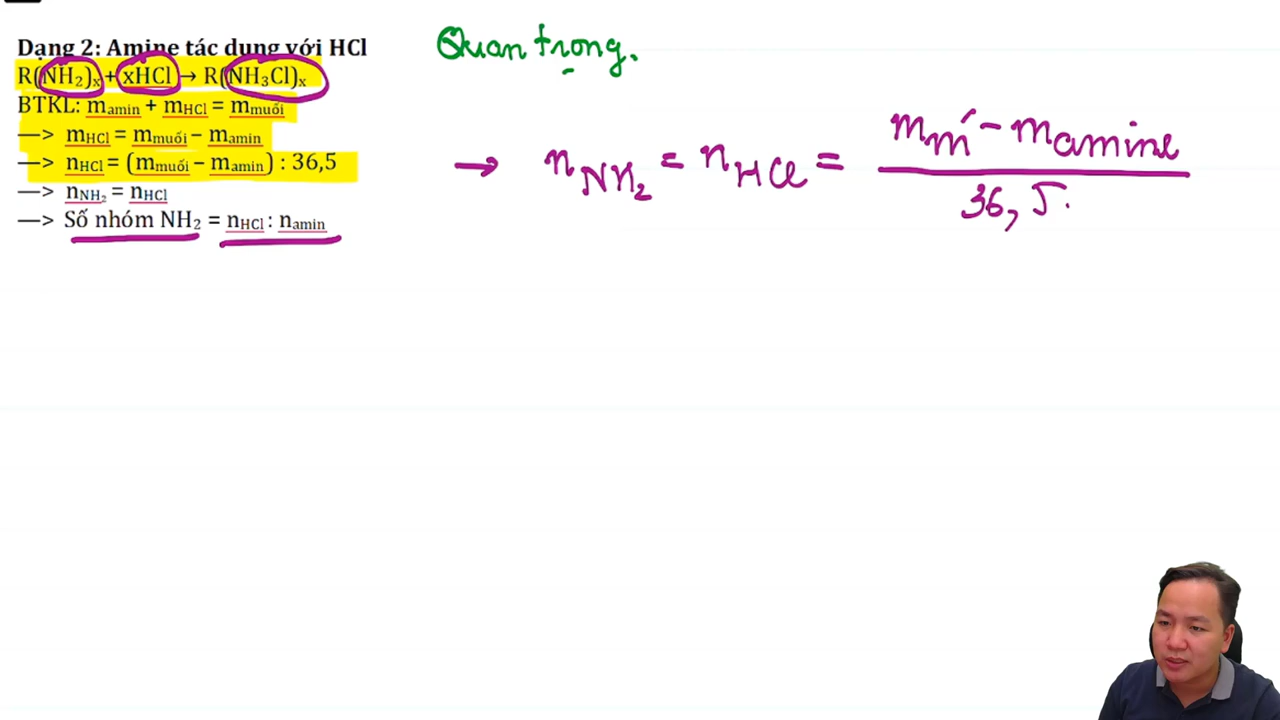 Dạng 2: Amine tác dụng với HCl
R(NH₂)ₓ + xHCl → R(NH₃Cl)ₓ
BTKL: mamin + mHCl = mmuối
—> mHCl = mmuối – mamin
—> nHCl = (mmuối – mamin) : 36,5
—> nNH₂ = nHCl
—> Số nhóm NH₂ = nHCl : namin
Quan trọng.
→ nNH₂ = nHCl = (mḿ - mamine) / 36,5.